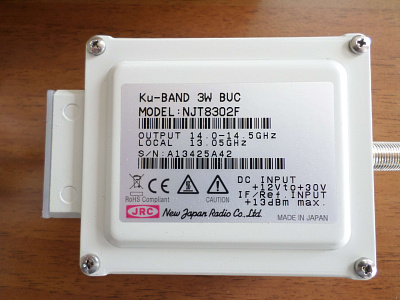 Ku-BAND 3W BUC
MODEL:NJT8302F
OUTPUT 14.0-14.5GHz
LOCAL 13.05GHz
S/N:A13425A42
DC INPUT
+12Vto+30V
IF/Ref.INPUT
+13dBm max.
RoHS Compliant
CE
CAUTION
JRC New Japan Radio Co.,Ltd.
MADE IN JAPAN